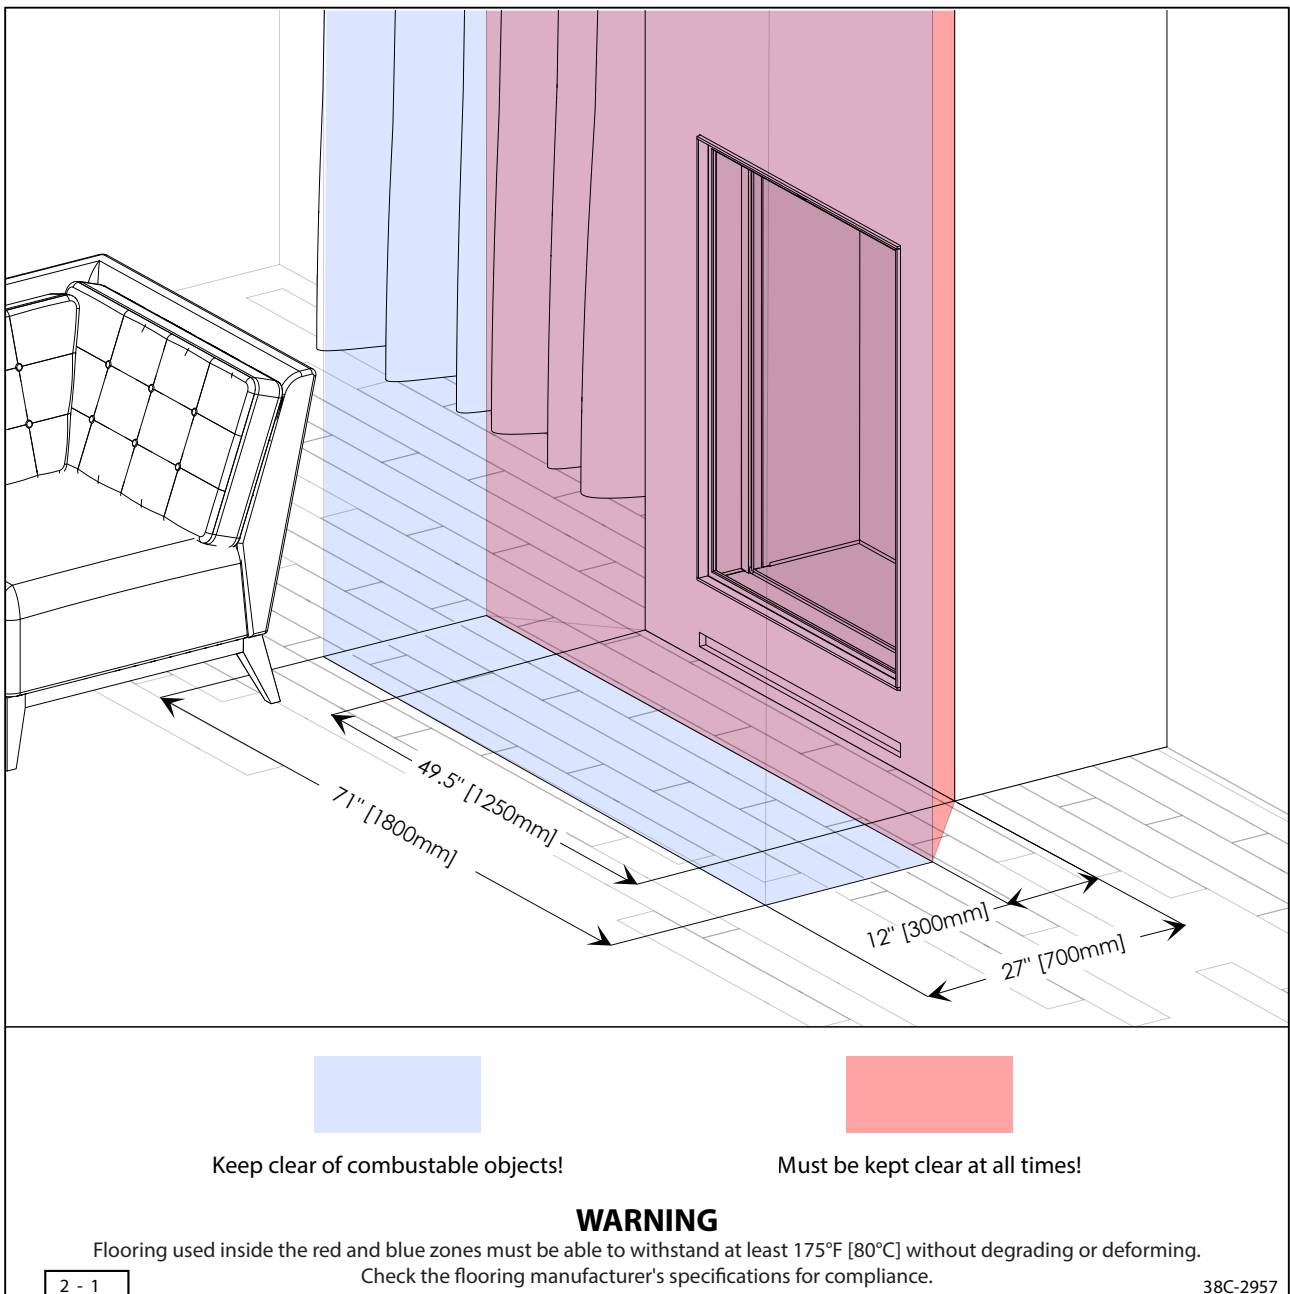 49.5" [1250mm]
71" [1800mm]
12" [300mm]
27" [700mm]
Keep clear of combustable objects!
Must be kept clear at all times!
WARNING
Flooring used inside the red and blue zones must be able to withstand at least 175°F [80°C] without degrading or deforming.
Check the flooring manufacturer's specifications for compliance.
2 - 1
38C-2957